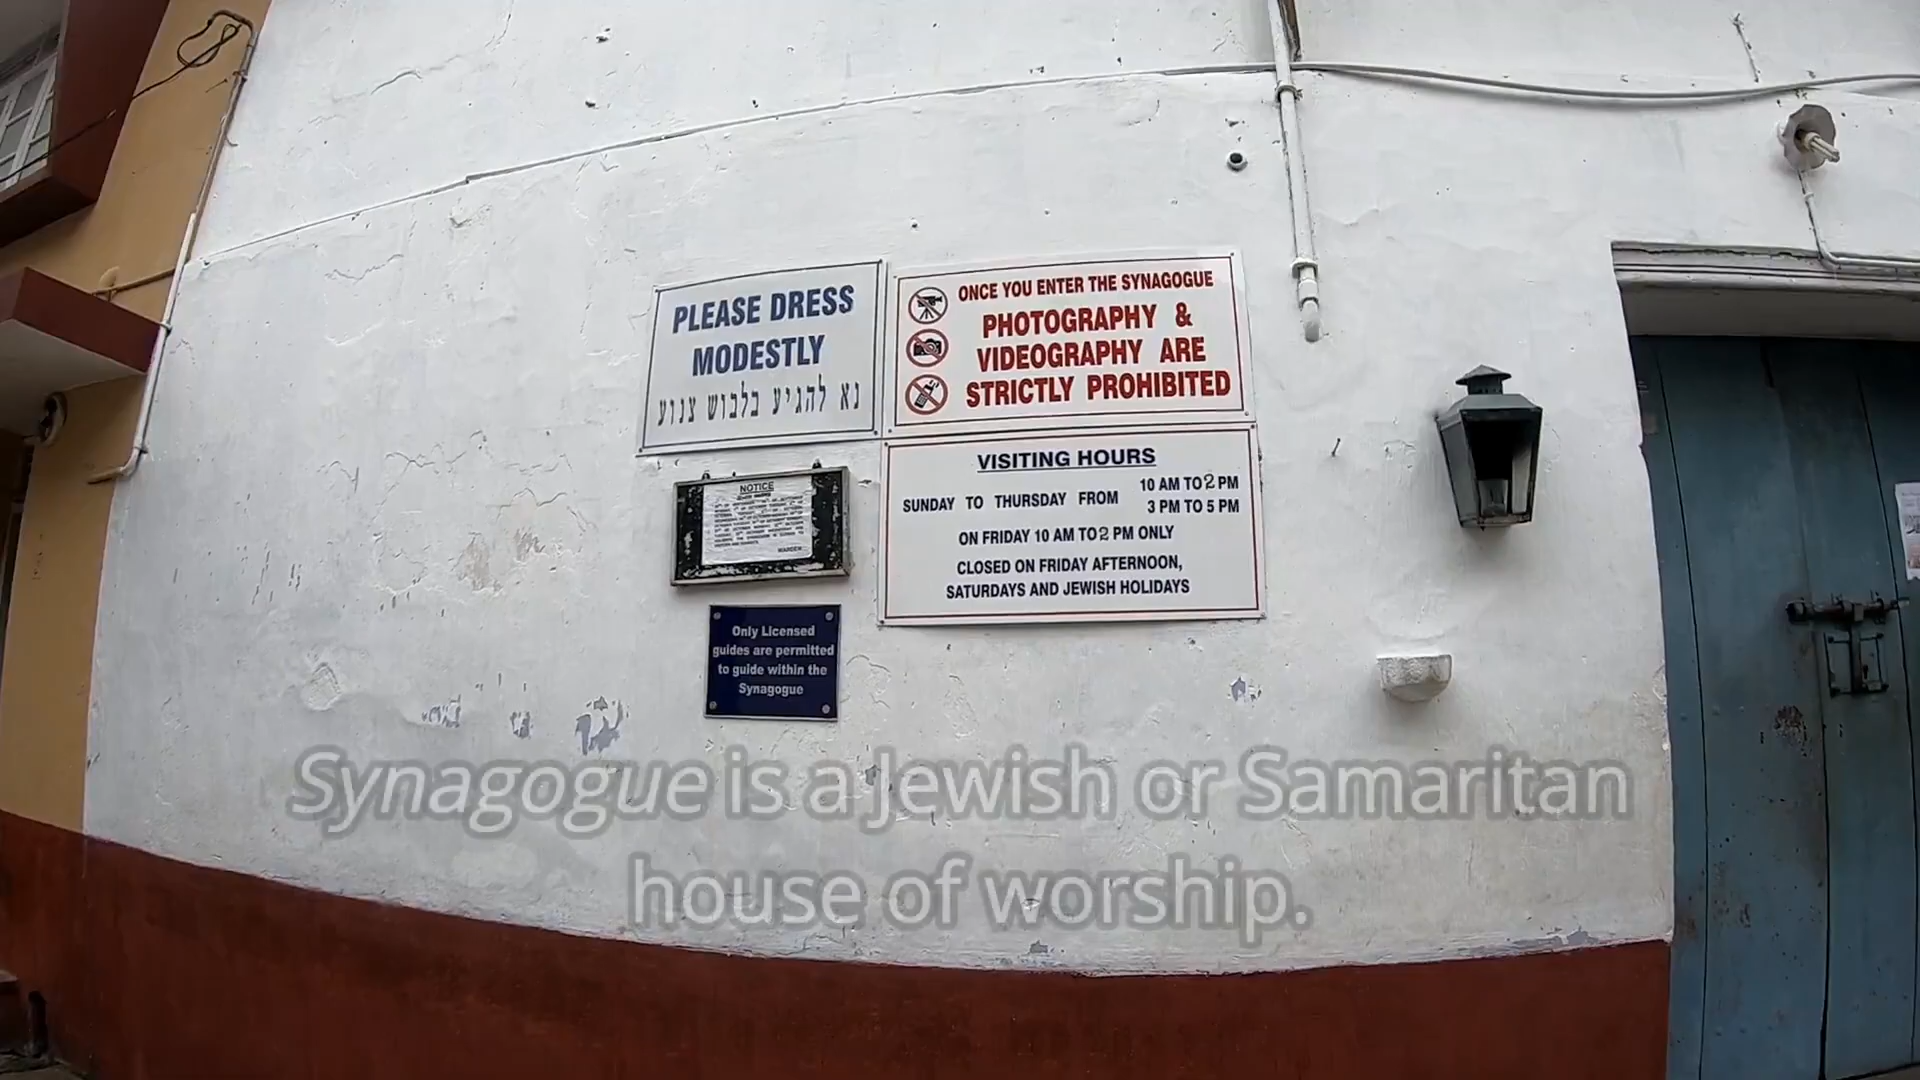 PLEASE DRESS
MODESTLY
נא להגיע בלבוש צנוע
ONCE YOU ENTER THE SYNAGOGUE
PHOTOGRAPHY &
VIDEOGRAPHY ARE
STRICTLY PROHIBITED
NOTICE
WARDEN
VISITING HOURS
SUNDAY TO THURSDAY FROM 10 AM TO 2 PM
3 PM TO 5 PM
ON FRIDAY 10 AM TO 2 PM ONLY
CLOSED ON FRIDAY AFTERNOON,
SATURDAYS AND JEWISH HOLIDAYS
Only Licensed
guides are permitted
to guide within the
Synagogue
Synagogue is a Jewish or Samaritan
house of worship.